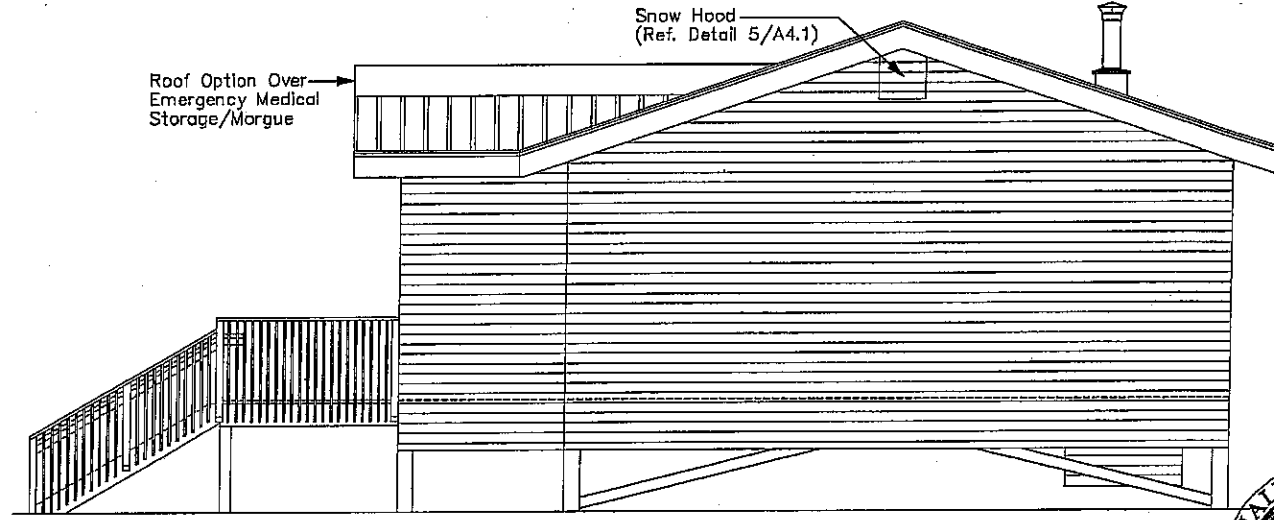 Snow Hood
(Ref. Detail 5/A4.1)
Roof Option Over
Emergency Medical
Storage/Morgue